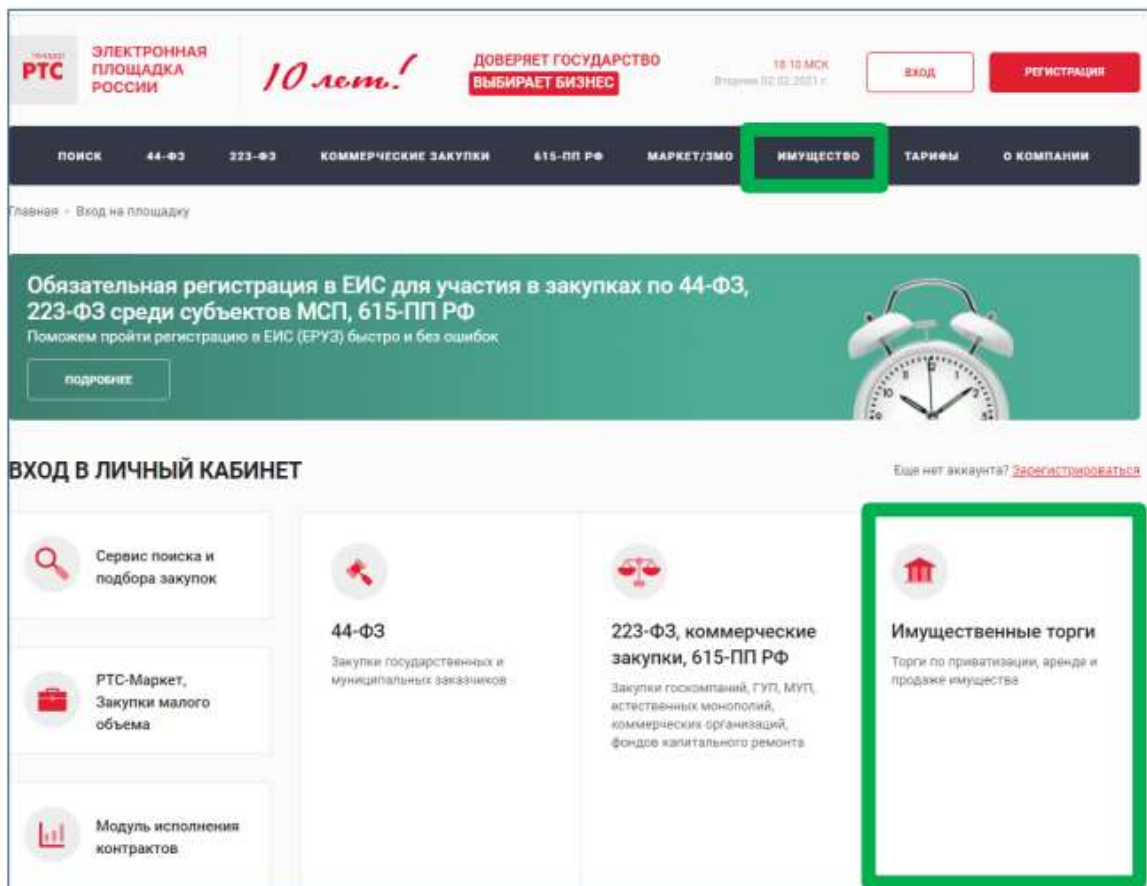 тендер
РТС
ЭЛЕКТРОННАЯ
ПЛОЩАДКА
РОССИИ
10 лет!
ДОВЕРЯЕТ ГОСУДАРСТВО
ВЫБИРАЕТ БИЗНЕС
18:10 МСК
Вторник 02.02.2021 г.
ВХОД
РЕГИСТРАЦИЯ
ПОИСК 44-ФЗ 223-ФЗ КОММЕРЧЕСКИЕ ЗАКУПКИ 615-ПП РФ МАРКЕТ/ЗМО ИМУЩЕСТВО ТАРИФЫ О КОМПАНИИ
Главная - Вход на площадку
Обязательная регистрация в ЕИС для участия в закупках по 44-ФЗ,
223-ФЗ среди субъектов МСП, 615-ПП РФ
Поможем пройти регистрацию в ЕИС (ЕРУЗ) быстро и без ошибок
ПОДРОБНЕЕ
ВХОД В ЛИЧНЫЙ КАБИНЕТ
Еще нет аккаунта? Зарегистрироваться
Сервис поиска и
подбора закупок
РТС-Маркет,
Закупки малого
объема
Модуль исполнения
контрактов
44-ФЗ
Закупки государственных и
муниципальных заказчиков
223-ФЗ, коммерческие
закупки, 615-ПП РФ
Закупки госкомпаний, ГУП, МУП,
естественных монополий,
коммерческих организаций,
фондов капитального ремонта
Имущественные торги
Торги по приватизации, аренде и
продаже имущества